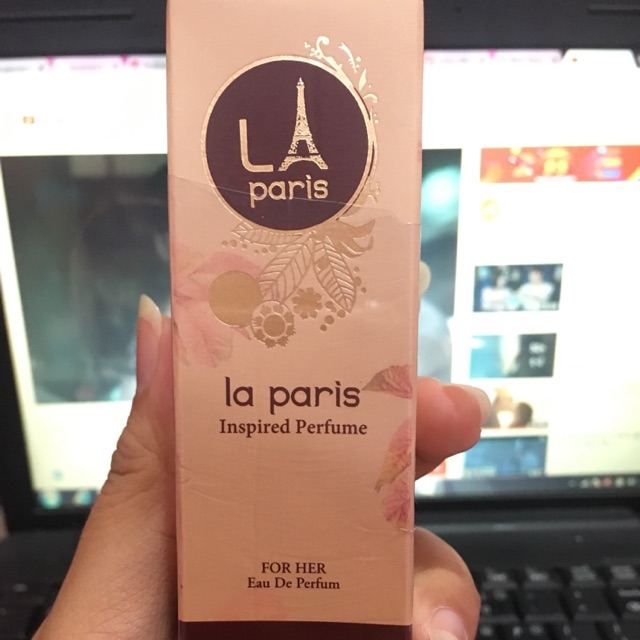 LA
paris
la paris
Inspired Perfume
FOR HER
Eau De Perfum